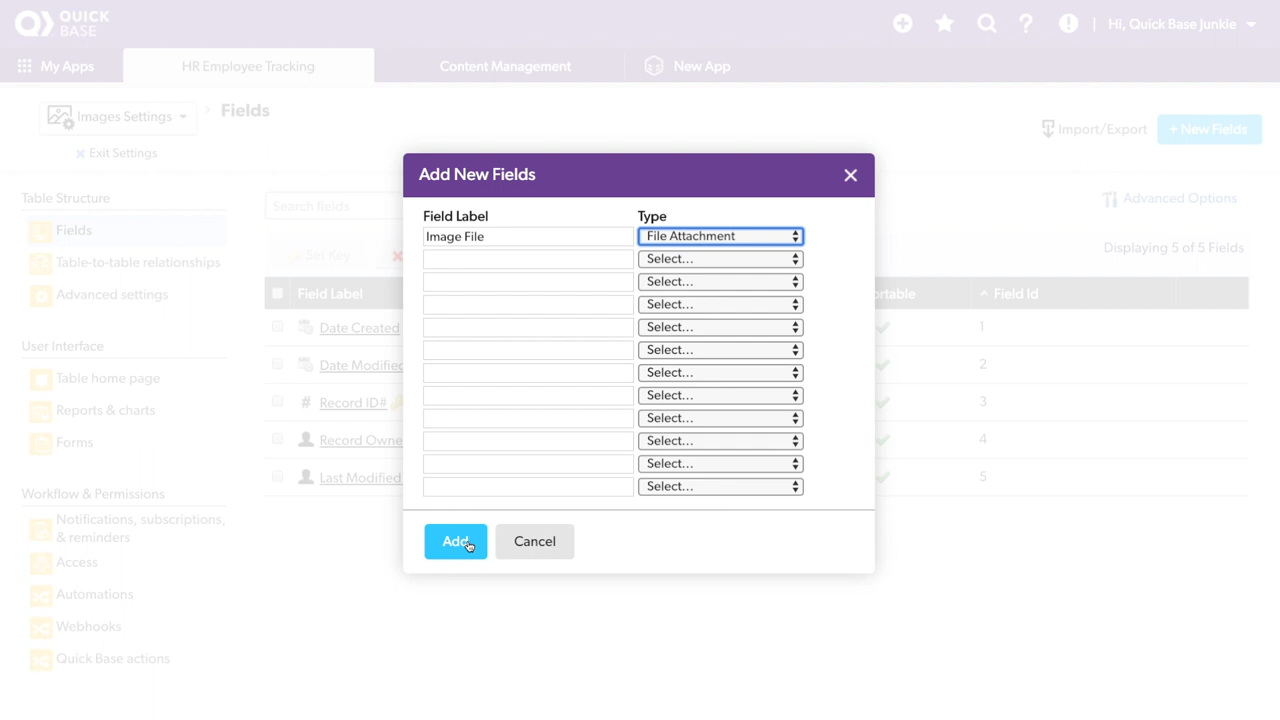 QUICK BASE
Hi, Quick Base Junkie
My Apps
HR Employee Tracking
Content Management
New App
Images Settings
Fields
Exit Settings
Import/Export
+ New Fields
Add New Fields
Table Structure
Fields
Table-to-table relationships
Advanced settings
User Interface
Table home page
Reports & charts
Forms
Workflow & Permissions
Notifications, subscriptions,
& reminders
Access
Automations
Webhooks
Quick Base actions
Search fields
Advanced Options
Set Key
Displaying 5 of 5 Fields
Field Label
Field Id
Date Created
1
Date Modified
2
# Record ID#
3
Record Owne
4
Last Modified
5
Field Label Type
Image File File Attachment
Select...
Select...
Select...
Select...
Select...
Select...
Select...
Select...
Select...
Select...
Select...
Add Cancel